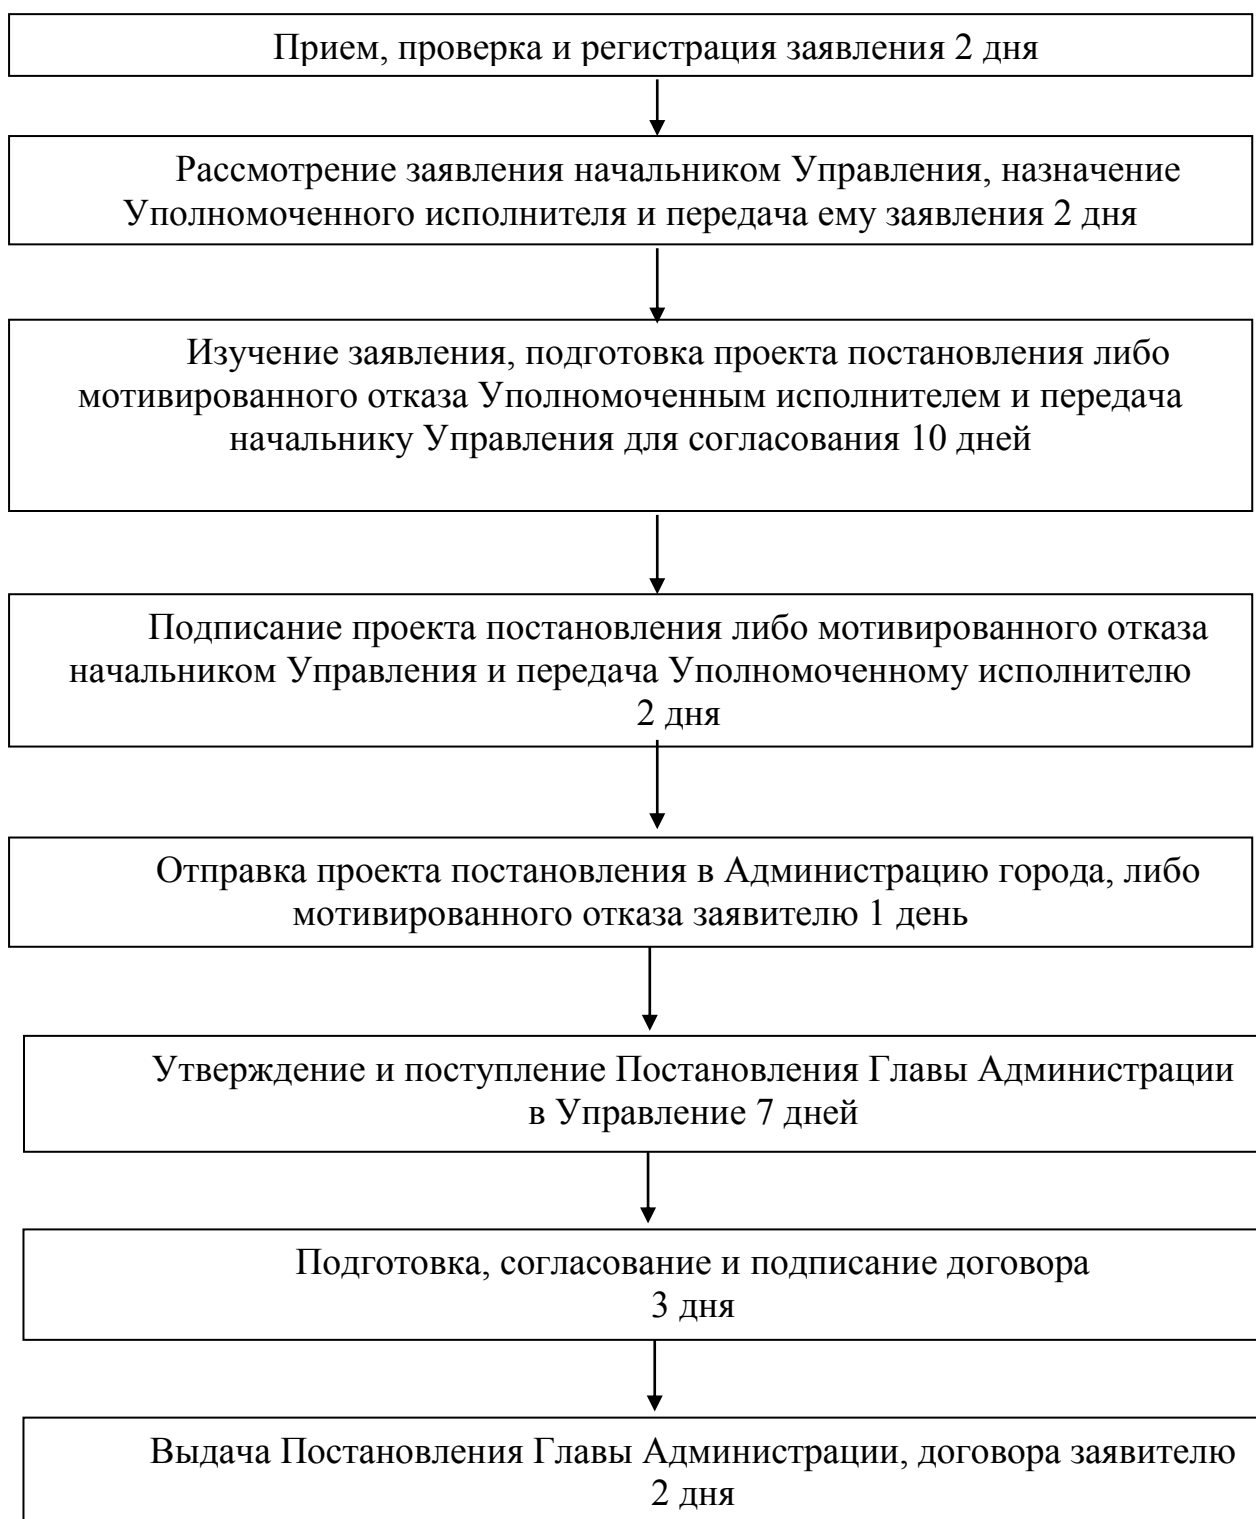 Прием, проверка и регистрация заявления 2 дня
Рассмотрение заявления начальником Управления, назначение
Уполномоченного исполнителя и передача ему заявления 2 дня
Изучение заявления, подготовка проекта постановления либо
мотивированного отказа Уполномоченным исполнителем и передача
начальнику Управления для согласования 10 дней
Подписание проекта постановления либо мотивированного отказа
начальником Управления и передача Уполномоченному исполнителю
2 дня
Отправка проекта постановления в Администрацию города, либо
мотивированного отказа заявителю 1 день
Утверждение и поступление Постановления Главы Администрации
в Управление 7 дней
Подготовка, согласование и подписание договора
3 дня
Выдача Постановления Главы Администрации, договора заявителю
2 дня